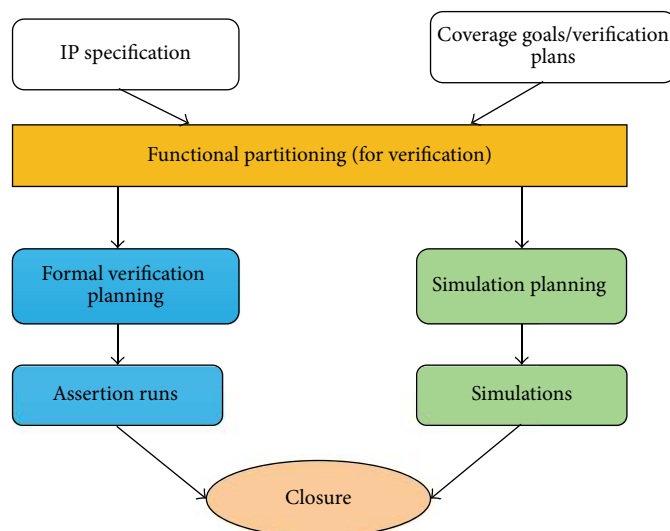 IP specification
Coverage goals/verification
plans
Functional partitioning (for verification)
Formal verification
planning
Simulation planning
Assertion runs
Simulations
Closure